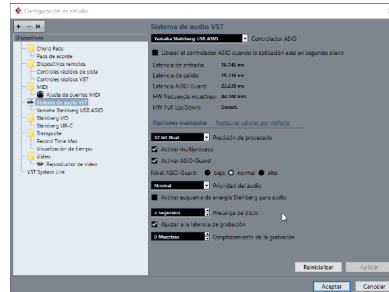 Configuración de estudio
Dispositivos
Chord Pads
Pads de acorde
Dispositivos remotos
Controles rápidos de pista
Controles rápidos VST
MIDI
Ajuste de puertos MIDI
Sistema de audio VST
Yamaha Steinberg USB ASIO
Steinberg I/O
Steinberg UR-C
Transporte
Record Time Max
Visualización de tiempo
Vídeo
Reproductor de vídeo
VST System Link
Sistema de audio VST
Yamaha Steinberg USB ASIO Controlador ASIO
Liberar el controlador ASIO cuando la aplicación esté en segundo plano
Latencia de entrada:
Latencia de salida:
Latencia ASIO-Guard:
HW frecuencia muestreo: 44.100 kHz
HW Pull Up/Down: Desact.
Opciones avanzadas Restaurar valores por defecto
32 bit float Precisión de procesado
Activar multiproceso
Activar ASIO-Guard
Nivel ASIO-Guard: bajo normal alto
Normal Prioridad del audio
Activar esquema de energía Steinberg para audio
2 segundos Precarga de disco
Ajustar a la latencia de grabación
0 Muestras Desplazamiento de la grabación
Reinicializar Aplicar
Aceptar Cancelar